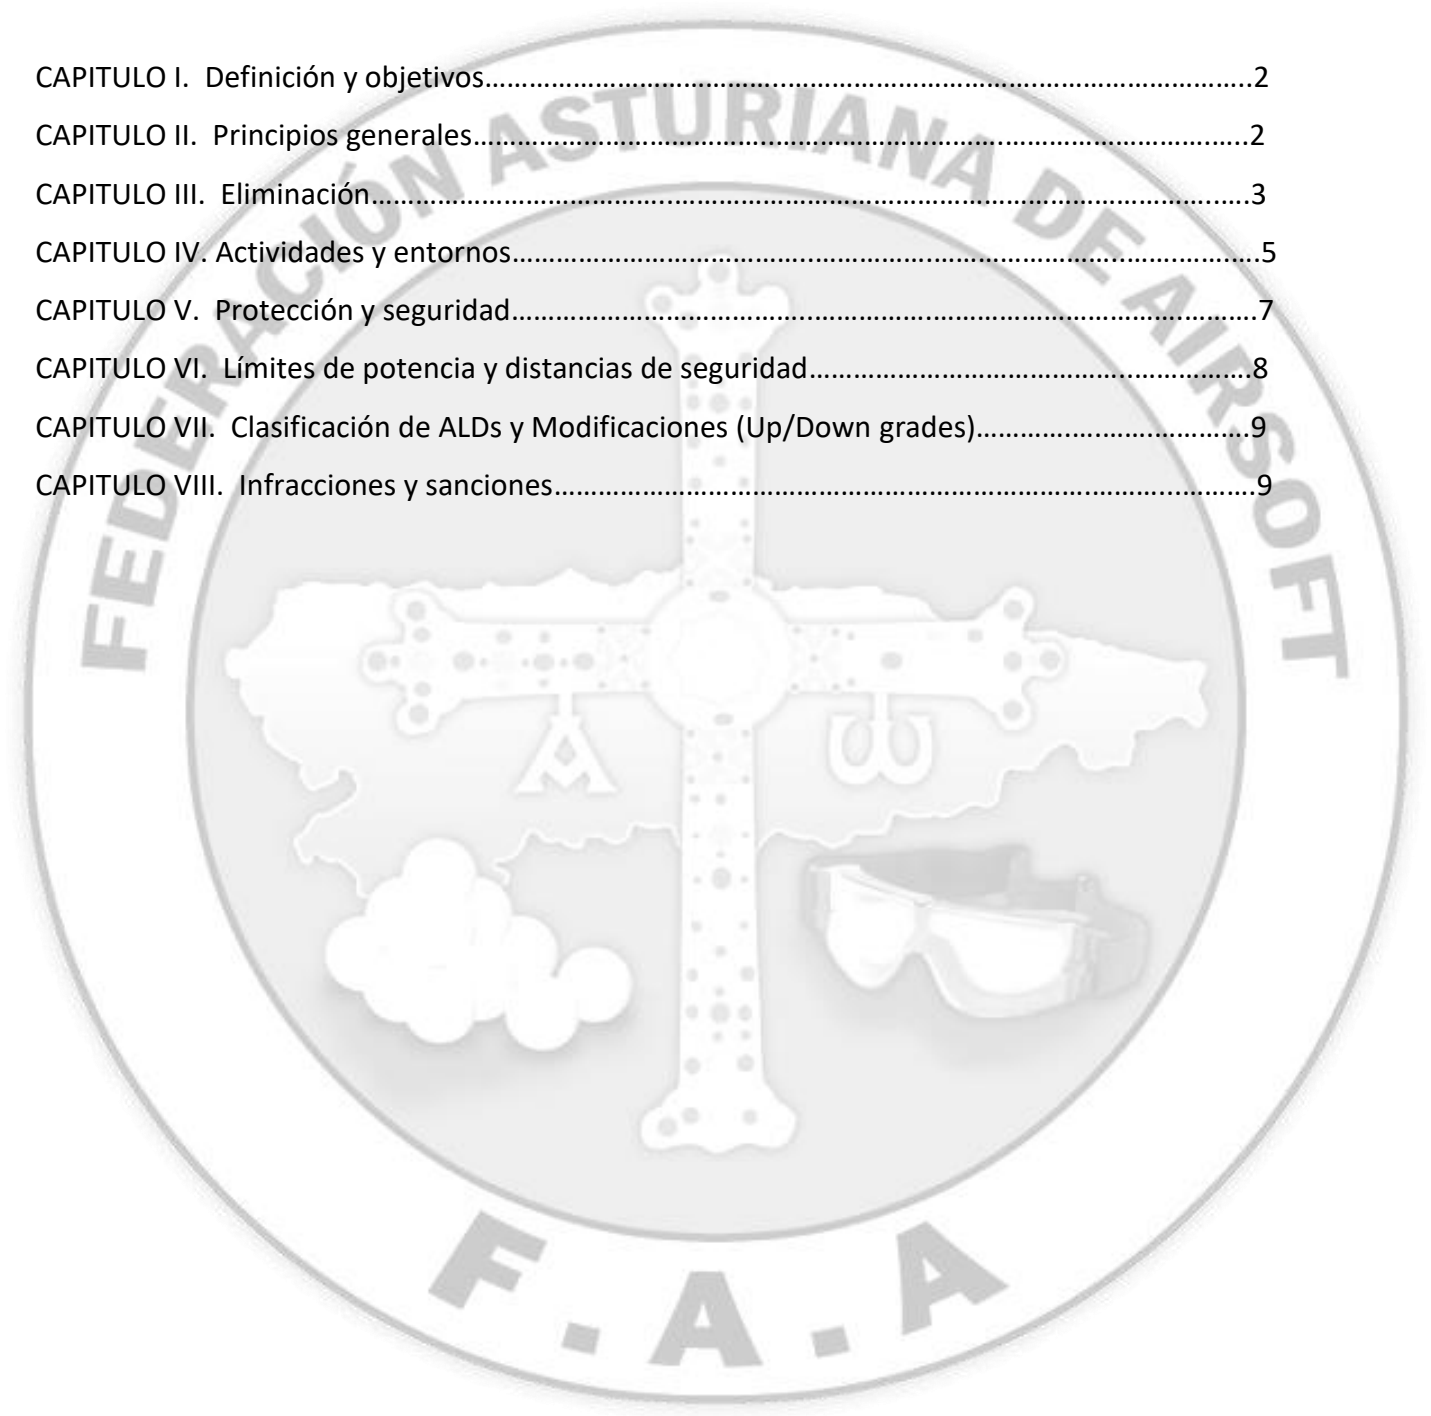 CAPITULO I.  Definición y objetivos……………………………………………………………………………………..2
CAPITULO II.  Principios generales……………………………………………………………………………………..2
CAPITULO III.  Eliminación………………………………………………………………………………………………..3
CAPITULO IV. Actividades y entornos………………………………………………………………………………….5
CAPITULO V.  Protección y seguridad………………………………………………………………………………….7
CAPITULO VI.  Límites de potencia y distancias de seguridad……………………………………………..8
CAPITULO VII.  Clasificación de ALDs y Modificaciones (Up/Down grades)…………………………….9
CAPITULO VIII.  Infracciones y sanciones…………………………………………………………………………….9
FEDERACIÓN ASTURIANA DE AIRSOFT
Α ω
F.A.A